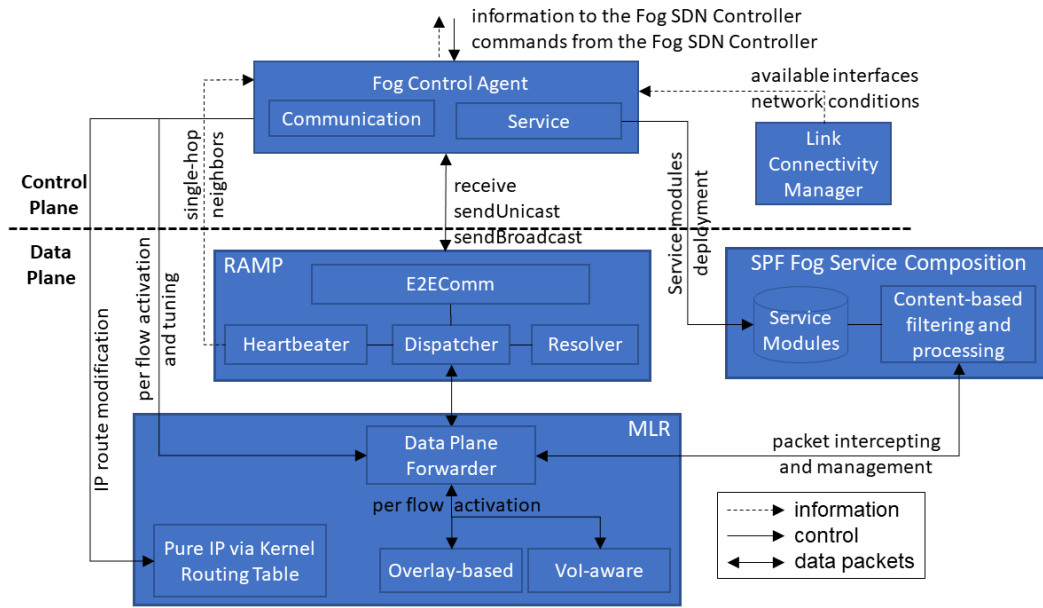 information to the Fog SDN Controller
commands from the Fog SDN Controller
Fog Control Agent
Communication
Service
available interfaces
network conditions
Link
Connectivity
Manager
single-hop
neighbors
Control
Plane
receive
sendUnicast
sendBroadcast
Service modules
deployment
Data
Plane
RAMP
E2EComm
Heartbeater
Dispatcher
Resolver
SPF Fog Service Composition
Service
Modules
Content-based
filtering and
processing
IP route modification
per flow activation
and tuning
MLR
Data Plane
Forwarder
packet intercepting
and management
per flow activation
Pure IP via Kernel
Routing Table
Overlay-based
Vol-aware
information
control
data packets